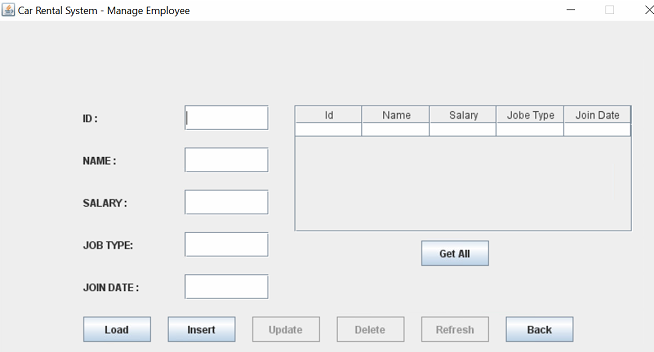 Car Rental System - Manage Employee
ID :
Id Name Salary Jobe Type Join Date
NAME :
SALARY :
JOB TYPE:
Get All
JOIN DATE :
Load Insert Update Delete Refresh Back